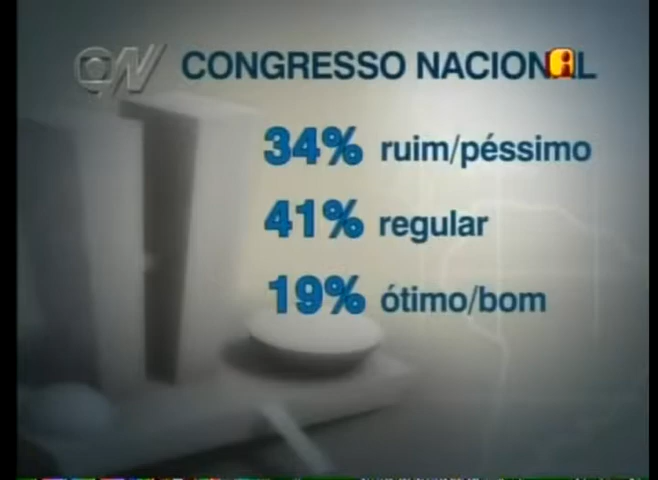 CONGRESSO NACIONAL
34% ruim/péssimo
41% regular
19% ótimo/bom